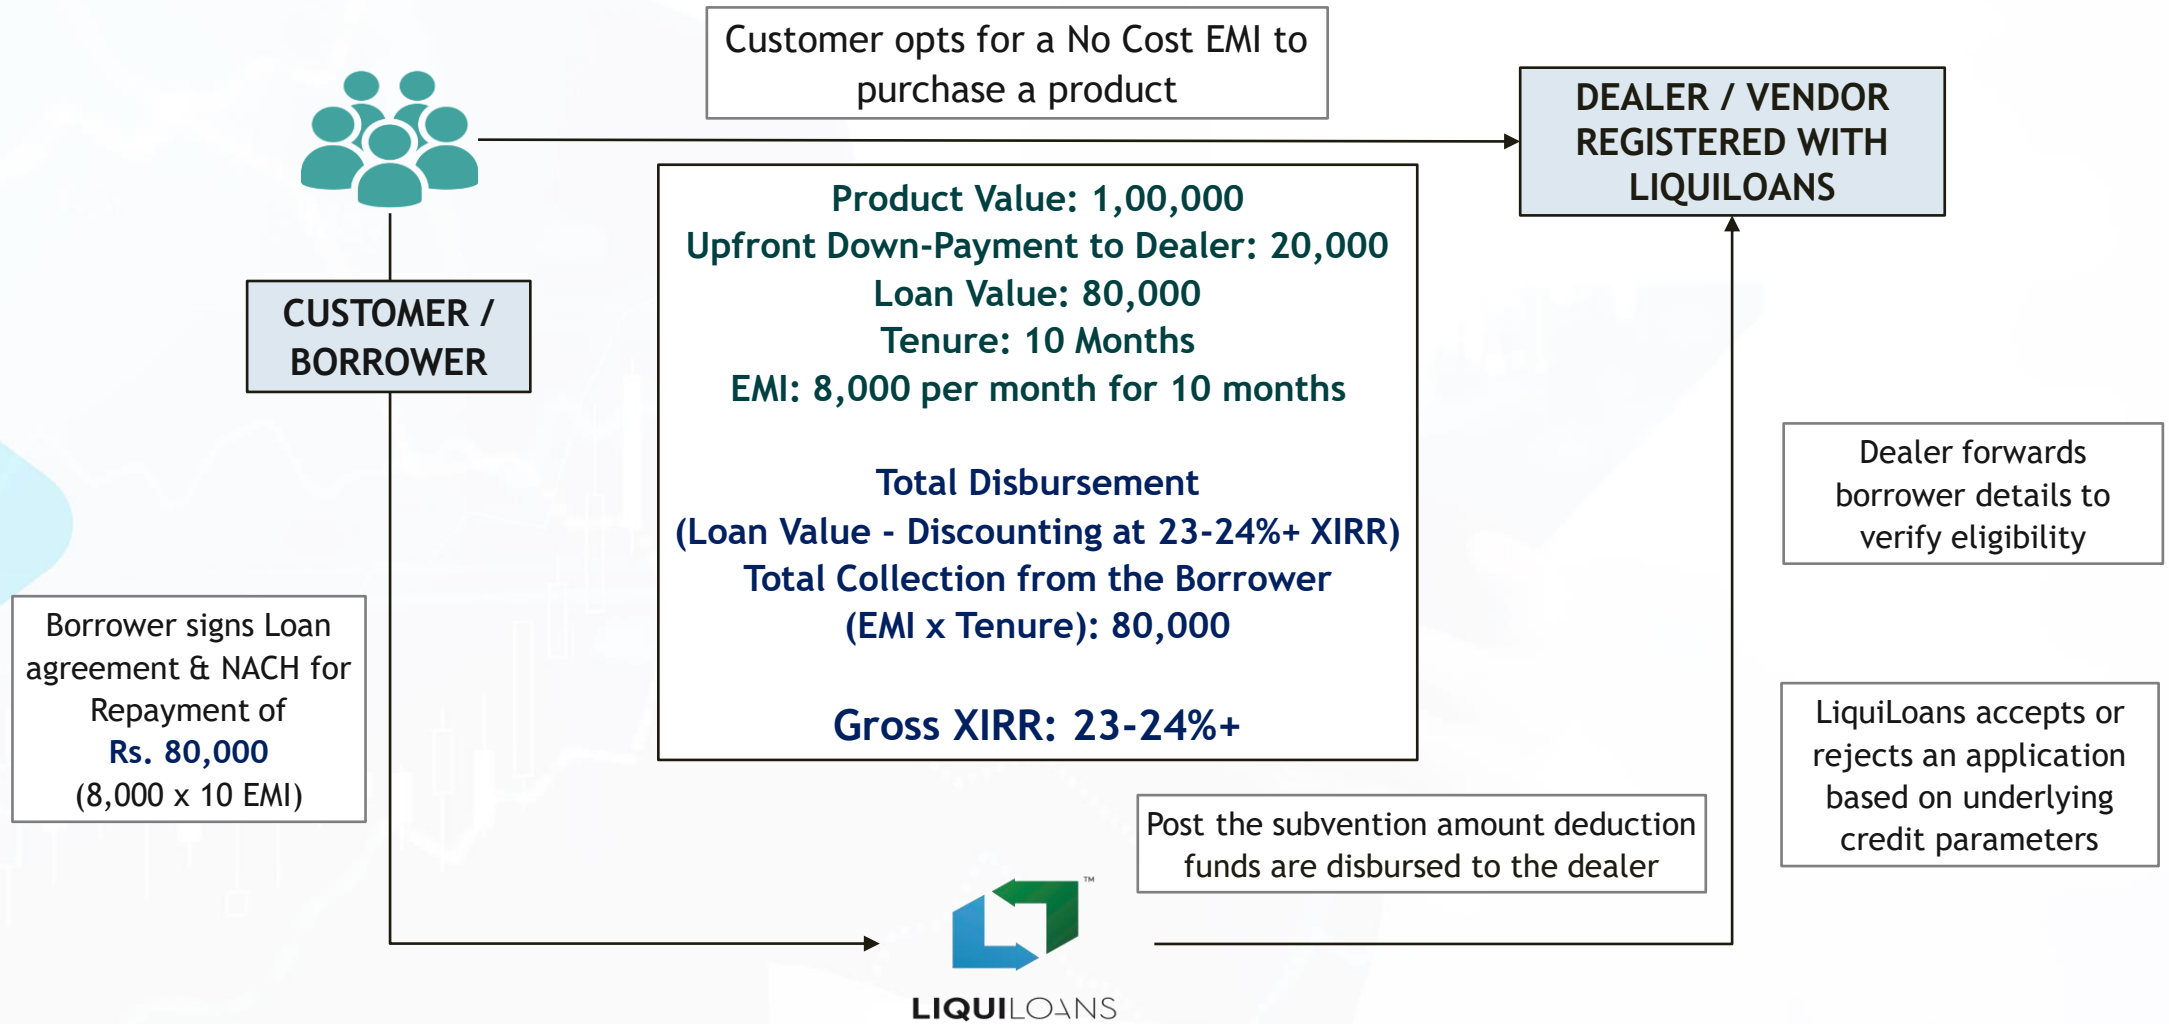 Customer opts for a No Cost EMI to
purchase a product
DEALER / VENDOR
REGISTERED WITH
LIQUILOANS
CUSTOMER /
BORROWER
Product Value: 1,00,000
Upfront Down-Payment to Dealer: 20,000
Loan Value: 80,000
Tenure: 10 Months
EMI: 8,000 per month for 10 months
Total Disbursement
(Loan Value - Discounting at 23-24%+ XIRR)
Total Collection from the Borrower
(EMI x Tenure): 80,000
Gross XIRR: 23-24%+
Dealer forwards
borrower details to
verify eligibility
Borrower signs Loan
agreement & NACH for
Repayment of
Rs. 80,000
(8,000 x 10 EMI)
LiquiLoans accepts or
rejects an application
based on underlying
credit parameters
Post the subvention amount deduction
funds are disbursed to the dealer
TM
LIQUILOANS